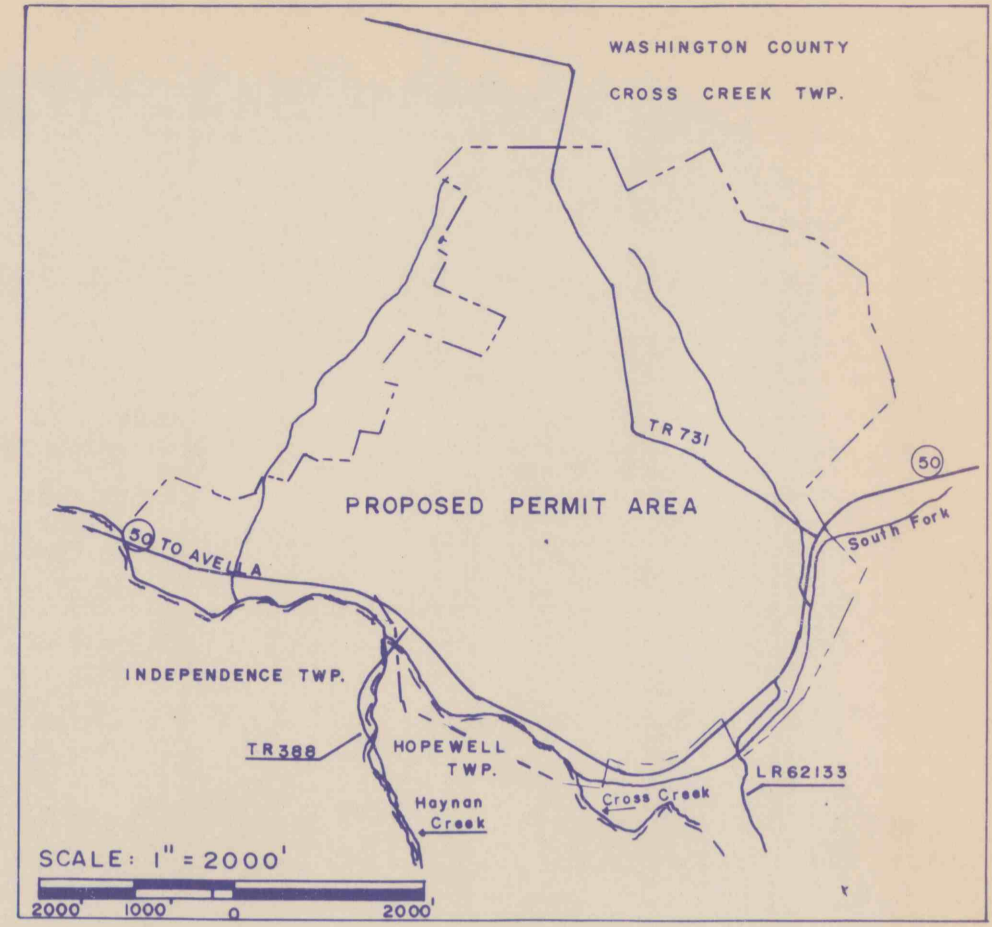 WASHINGTON COUNTY
CROSS CREEK TWP.
TR 731
50
PROPOSED PERMIT AREA
South Fork
50 TO AVELLA
INDEPENDENCE TWP.
TR388
HOPEWELL
TWP.
LR62133
Cross Creek
Haynan
Creek
SCALE: 1" = 2000'
2000' 1000' 0 2000'